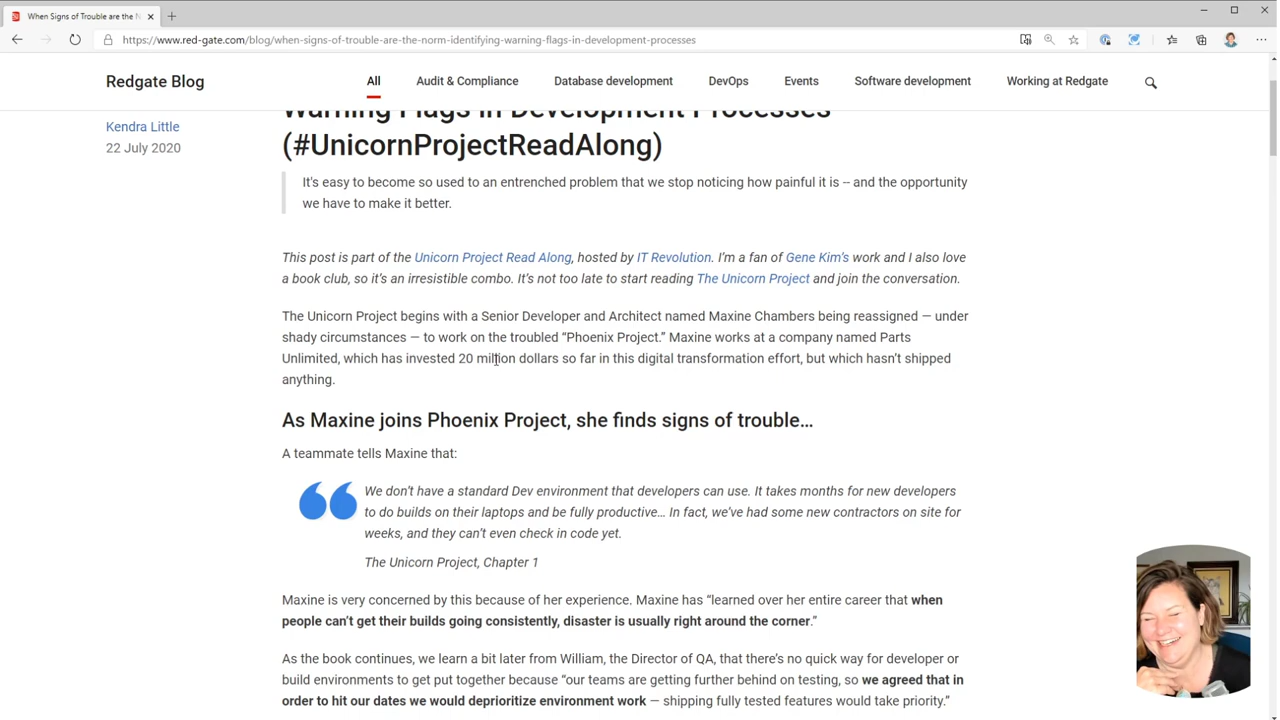 When Signs of Trouble are the N
https://www.red-gate.com/blog/when-signs-of-trouble-are-the-norm-identifying-warning-flags-in-development-processes
Redgate Blog
All
Audit & Compliance
Database development
DevOps
Events
Software development
Working at Redgate
Kendra Little
22 July 2020
Warning Flags in Development Processes
(#UnicornProjectReadAlong)
It's easy to become so used to an entrenched problem that we stop noticing how painful it is -- and the opportunity
we have to make it better.
This post is part of the Unicorn Project Read Along, hosted by IT Revolution. I’m a fan of Gene Kim’s work and I also love
a book club, so it’s an irresistible combo. It’s not too late to start reading The Unicorn Project and join the conversation.
The Unicorn Project begins with a Senior Developer and Architect named Maxine Chambers being reassigned — under
shady circumstances — to work on the troubled “Phoenix Project.” Maxine works at a company named Parts
Unlimited, which has invested 20 million dollars so far in this digital transformation effort, but which hasn’t shipped
anything.
As Maxine joins Phoenix Project, she finds signs of trouble…
A teammate tells Maxine that:
We don’t have a standard Dev environment that developers can use. It takes months for new developers
to do builds on their laptops and be fully productive… In fact, we’ve had some new contractors on site for
weeks, and they can’t even check in code yet.
The Unicorn Project, Chapter 1
Maxine is very concerned by this because of her experience. Maxine has “learned over her entire career that when
people can’t get their builds going consistently, disaster is usually right around the corner.”
As the book continues, we learn a bit later from William, the Director of QA, that there’s no quick way for developer or
build environments to get put together because “our teams are getting further behind on testing, so we agreed that in
order to hit our dates we would deprioritize environment work — shipping fully tested features would take priority.”